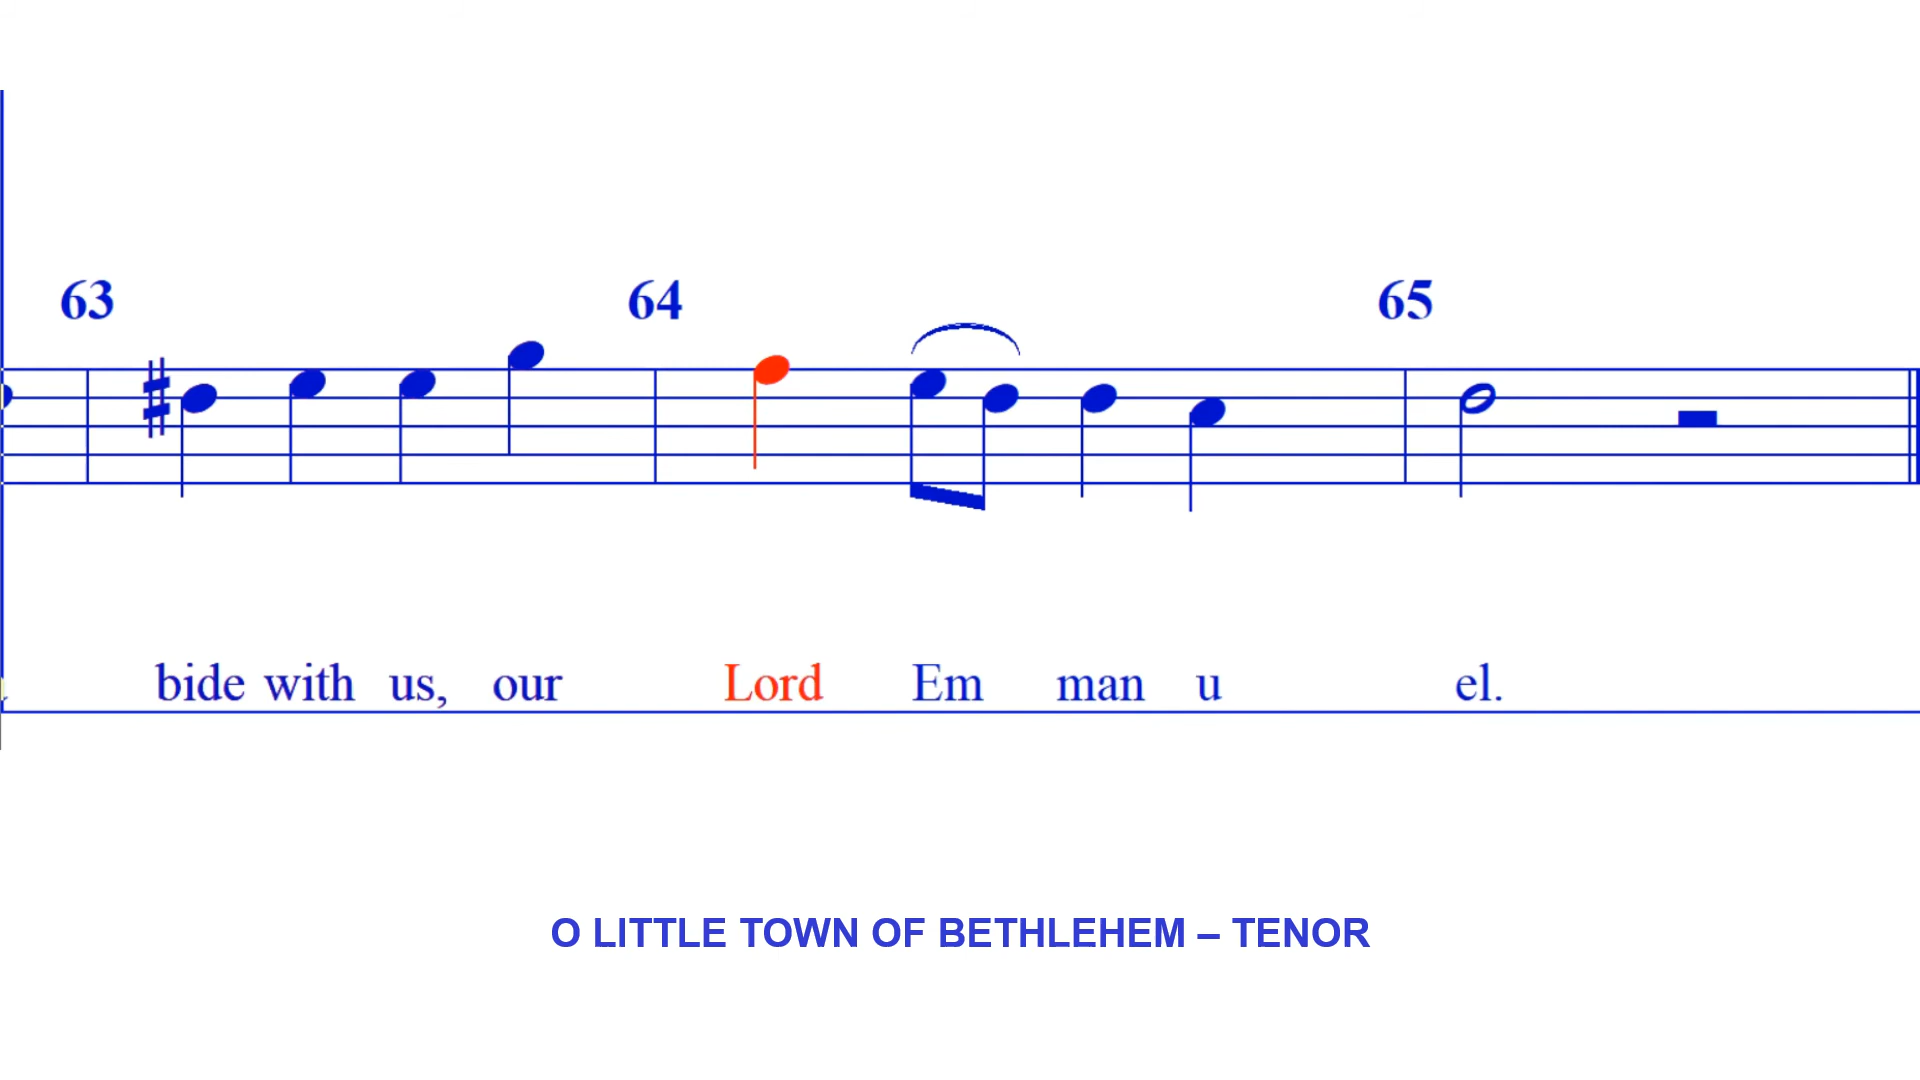 63 64 65
bide with us, our Lord Em man u el.
O LITTLE TOWN OF BETHLEHEM – TENOR